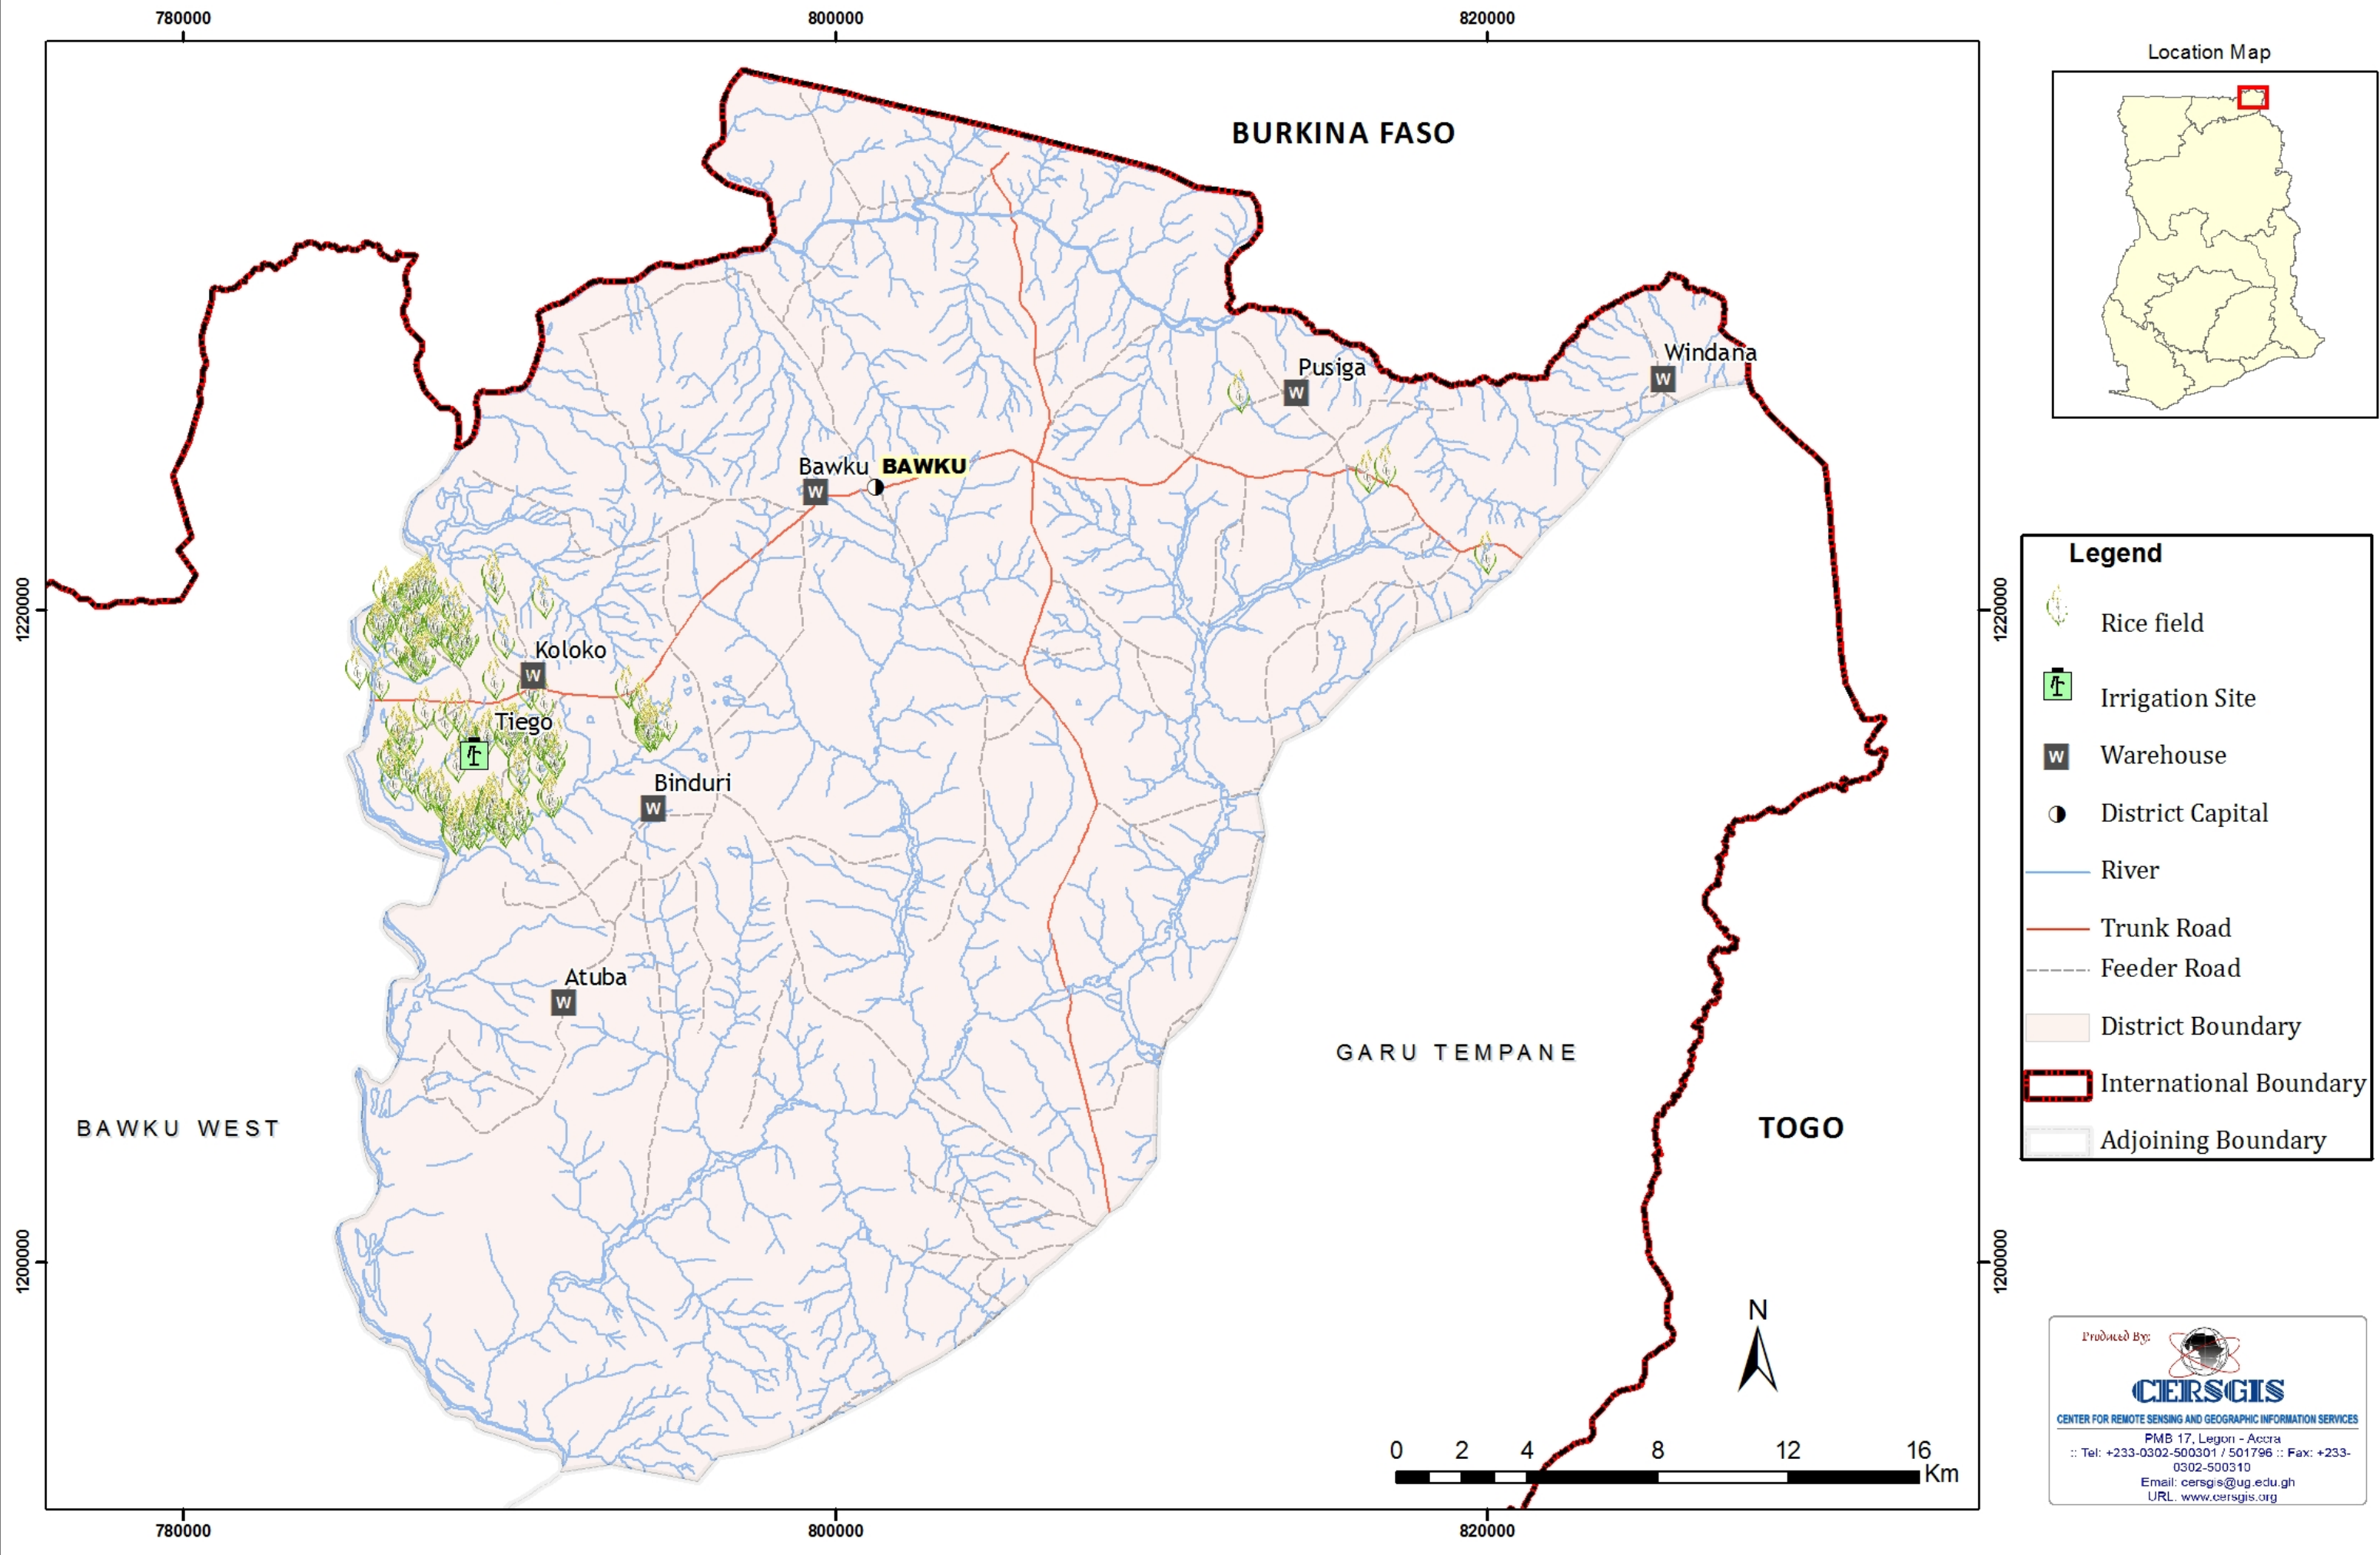 780000
800000
820000
Location Map
BURKINA FASO
Windana
W
Pusiga
W
Bawku
BAWKU
W
1220000
1220000
Koloko
W
Tiego
Binduri
W
Atuba
W
GARU TEMPANE
BAWKU WEST
TOGO
1200000
1200000
N
0 2 4 8 12 16
Km
780000
800000
820000
Legend
Rice field
Irrigation Site
W
Warehouse
District Capital
River
Trunk Road
Feeder Road
District Boundary
International Boundary
Adjoining Boundary
Produced By:
CERSGIS
CENTER FOR REMOTE SENSING AND GEOGRAPHIC INFORMATION SERVICES
PMB 17, Legon - Accra
:: Tel: +233-0302-500301 / 501796 :: Fax: +233-
0302-500310
Email: cersgis@ug.edu.gh
URL: www.cersgis.org